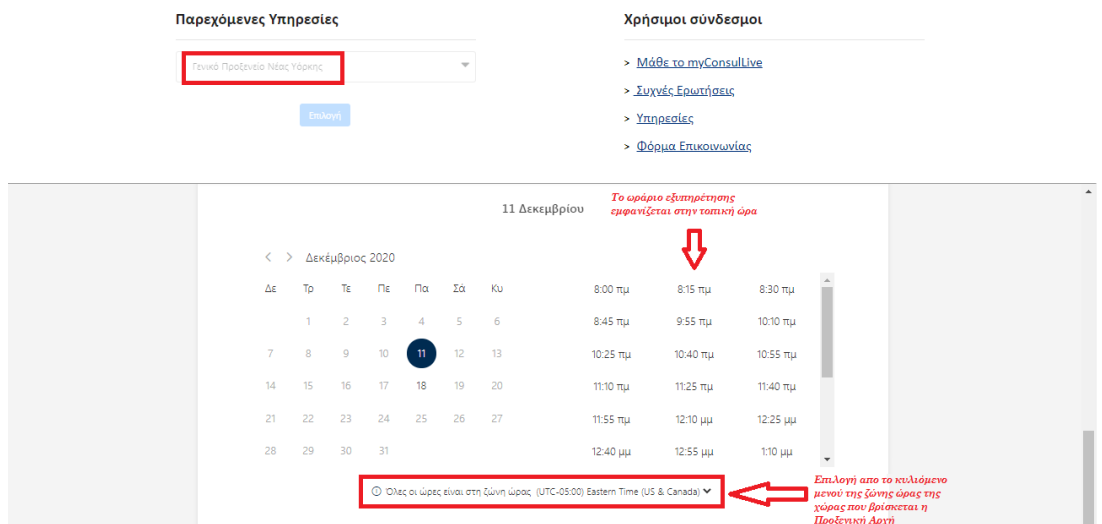 Παρεχόμενες Υπηρεσίες
Γενικό Προξενείο Νέας Υόρκης
Επιλογή
Χρήσιμοι σύνδεσμοι
> Μάθε το myConsulLive
> Συχνές Ερωτήσεις
> Υπηρεσίες
> Φόρμα Επικοινωνίας
11 Δεκεμβρίου
Το ωράριο εξυπηρέτησης
εμφανίζεται στην τοπική ώρα
< > Δεκέμβριος 2020
Δε Τρ Τε Πε Πα Σά Κυ
1 2 3 4 5 6
7 8 9 10 11 12 13
14 15 16 17 18 19 20
21 22 23 24 25 26 27
28 29 30 31
8:00 πμ 8:15 πμ 8:30 πμ
8:45 πμ 9:55 πμ 10:10 πμ
10:25 πμ 10:40 πμ 10:55 πμ
11:10 πμ 11:25 πμ 11:40 πμ
11:55 πμ 12:10 μμ 12:25 μμ
12:40 μμ 12:55 μμ 1:10 μμ
Όλες οι ώρες είναι στη ζώνη ώρας (UTC-05:00) Eastern Time (US & Canada)
Επιλογή απο το κυλιόμενο
μενού της ζώνης ώρας της
χώρας που βρίσκεται η
Προξενική Αρχή